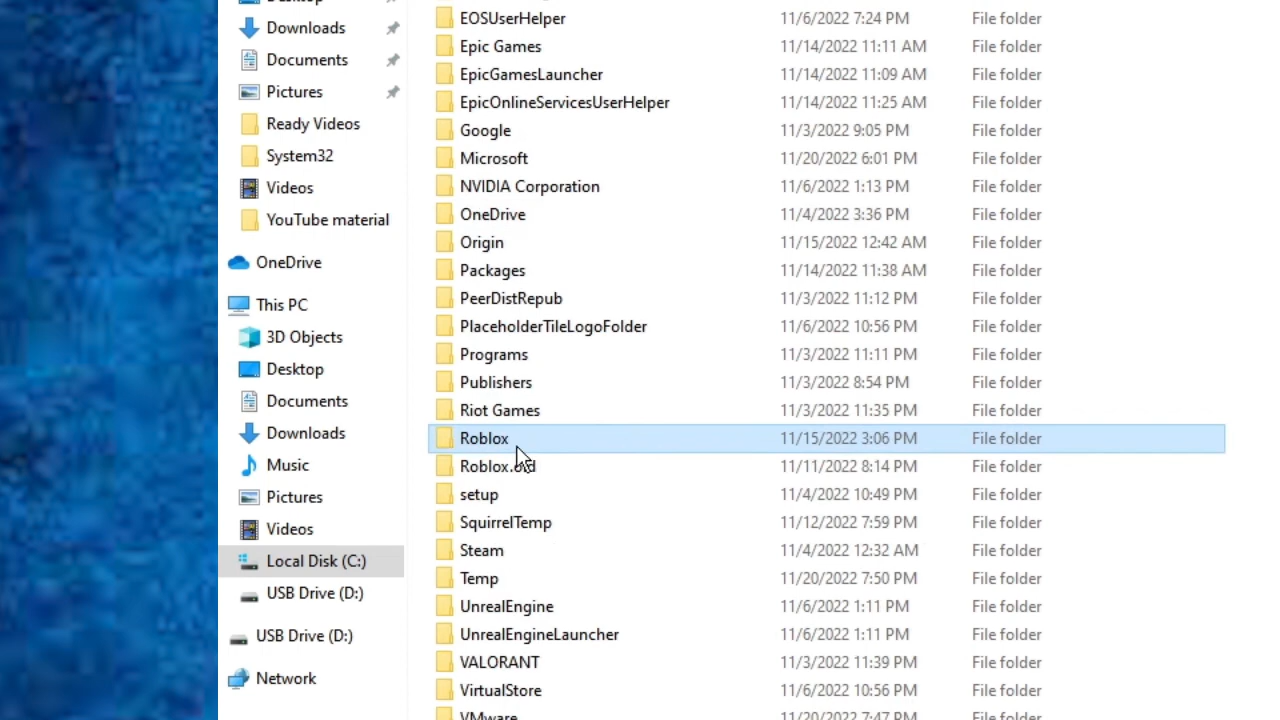 Downloads
Documents
Pictures
Ready Videos
System32
Videos
YouTube material
OneDrive
This PC
3D Objects
Desktop
Documents
Downloads
Music
Pictures
Videos
Local Disk (C:)
USB Drive (D:)
USB Drive (D:)
Network
EOSUserHelper 11/6/2022 7:24 PM File folder
Epic Games 11/14/2022 11:11 AM File folder
EpicGamesLauncher 11/14/2022 11:09 AM File folder
EpicOnlineServicesUserHelper 11/14/2022 11:25 AM File folder
Google 11/3/2022 9:05 PM File folder
Microsoft 11/20/2022 6:01 PM File folder
NVIDIA Corporation 11/6/2022 1:13 PM File folder
OneDrive 11/4/2022 3:36 PM File folder
Origin 11/15/2022 12:42 AM File folder
Packages 11/14/2022 11:38 AM File folder
PeerDistRepub 11/3/2022 11:12 PM File folder
PlaceholderTileLogoFolder 11/6/2022 10:56 PM File folder
Programs 11/3/2022 11:11 PM File folder
Publishers 11/3/2022 8:54 PM File folder
Riot Games 11/3/2022 11:35 PM File folder
Roblox 11/15/2022 3:06 PM File folder
11/11/2022 8:14 PM File folder
setup 11/4/2022 10:49 PM File folder
SquirrelTemp 11/12/2022 7:59 PM File folder
Steam 11/4/2022 12:32 AM File folder
Temp 11/20/2022 7:50 PM File folder
UnrealEngine 11/6/2022 1:11 PM File folder
UnrealEngineLauncher 11/6/2022 1:11 PM File folder
VALORANT 11/3/2022 11:39 PM File folder
VirtualStore 11/6/2022 10:56 PM File folder
VMware 11/20/2022 7:47 PM File folder